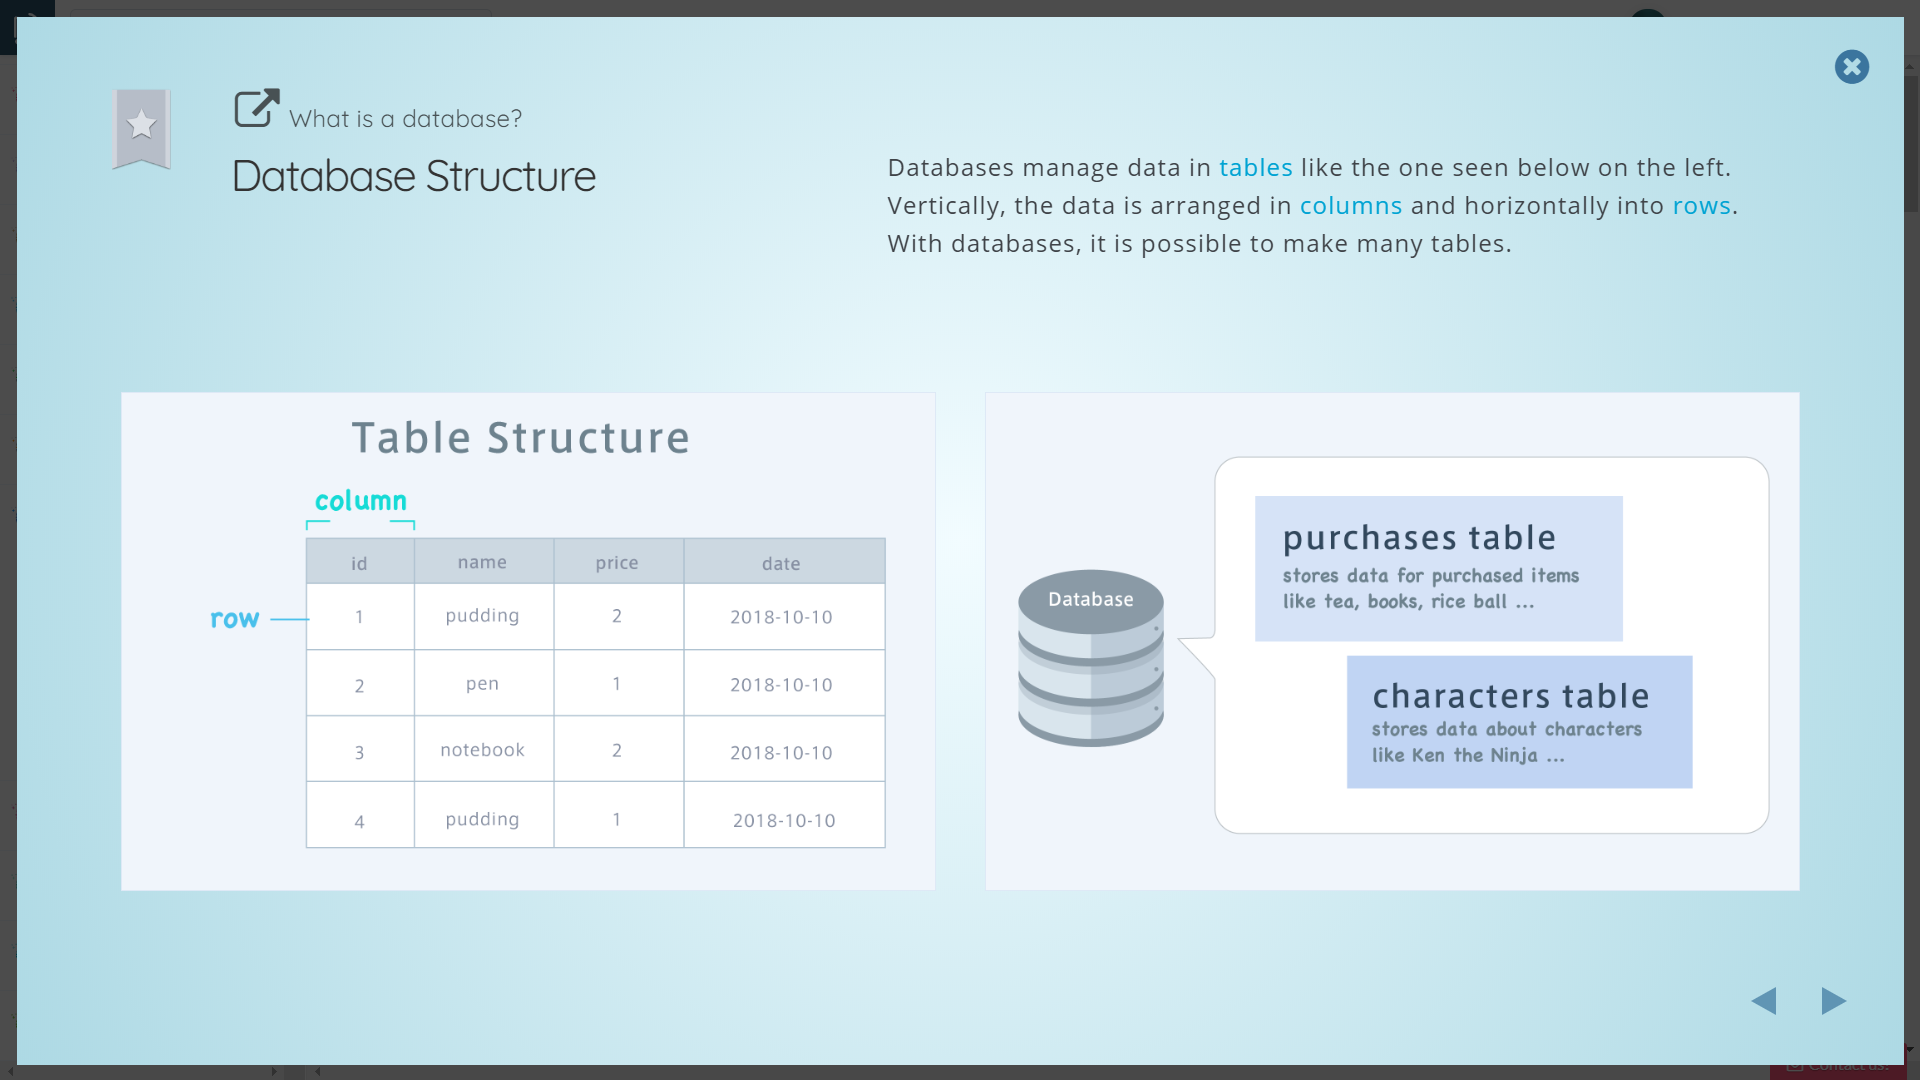 What is a database?
Database Structure
Databases manage data in tables like the one seen below on the left.
Vertically, the data is arranged in columns and horizontally into rows.
With databases, it is possible to make many tables.
Table Structure
column
id name price date
row
1 pudding 2 2018-10-10
2 pen 1 2018-10-10
3 notebook 2 2018-10-10
4 pudding 1 2018-10-10
Database
purchases table
stores data for purchased items
like tea, books, rice ball ...
characters table
stores data about characters
like Ken the Ninja ...
Contact us!